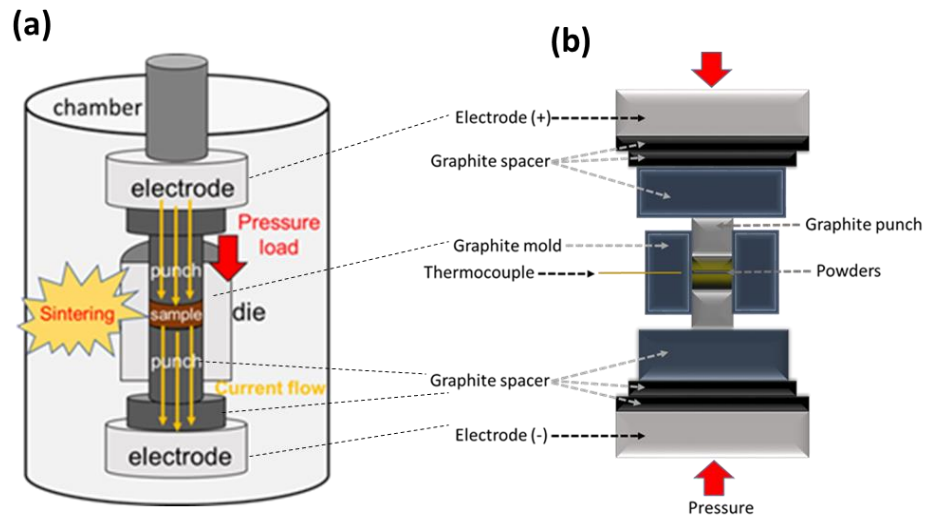 (a)
chamber
electrode
Pressure
load
punch
Sintering
sample
die
punch
Current flow
electrode
(b)
Electrode (+)
Graphite spacer
Graphite punch
Graphite mold
Thermocouple
Powders
Graphite spacer
Electrode (-)
Pressure